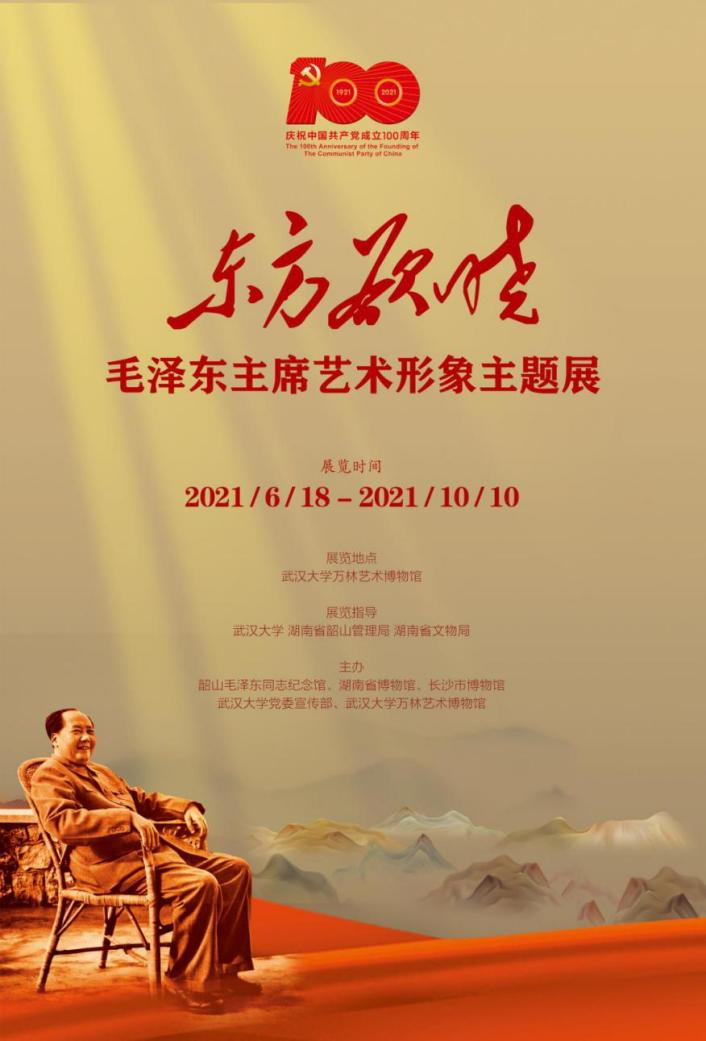 1921 2021
庆祝中国共产党成立100周年
The 100th Anniversary of the Founding of
The Communist Party of China
东方欲晓
毛泽东主席艺术形象主题展
展览时间
2021/6/18-2021/10/10
展览地点
武汉大学万林艺术博物馆
展览指导
武汉大学 湖南省韶山管理局 湖南省文物局
主办
韶山毛泽东同志纪念馆、湖南省博物馆、长沙市博物馆
武汉大学党委宣传部、武汉大学万林艺术博物馆